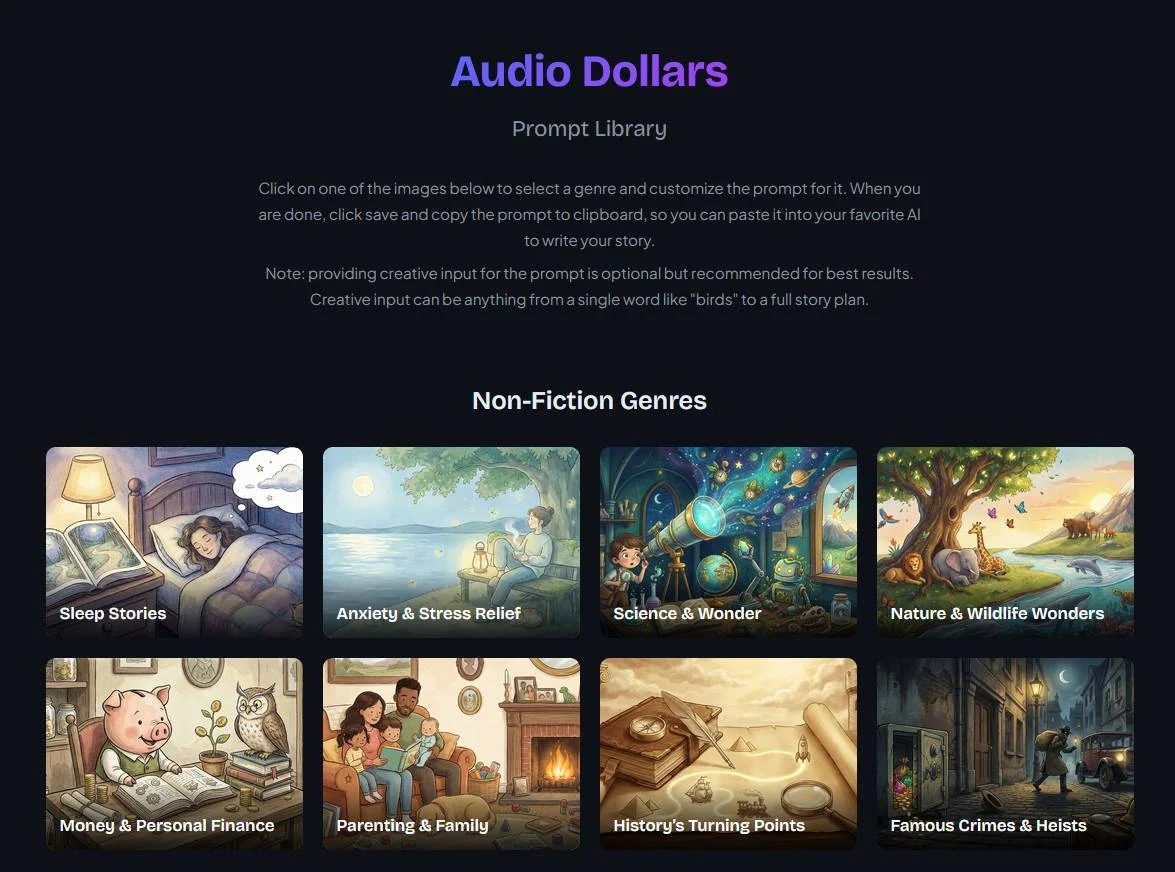 Audio Dollars
Prompt Library
Click on one of the images below to select a genre and customize the prompt for it. When you
are done, click save and copy the prompt to clipboard, so you can paste it into your favorite AI
to write your story.
Note: providing creative input for the prompt is optional but recommended for best results.
Creative input can be anything from a single word like "birds" to a full story plan.
Non-Fiction Genres
Sleep Stories
Anxiety & Stress Relief
Science & Wonder
Nature & Wildlife Wonders
Money & Personal Finance
Parenting & Family
History's Turning Points
Famous Crimes & Heists